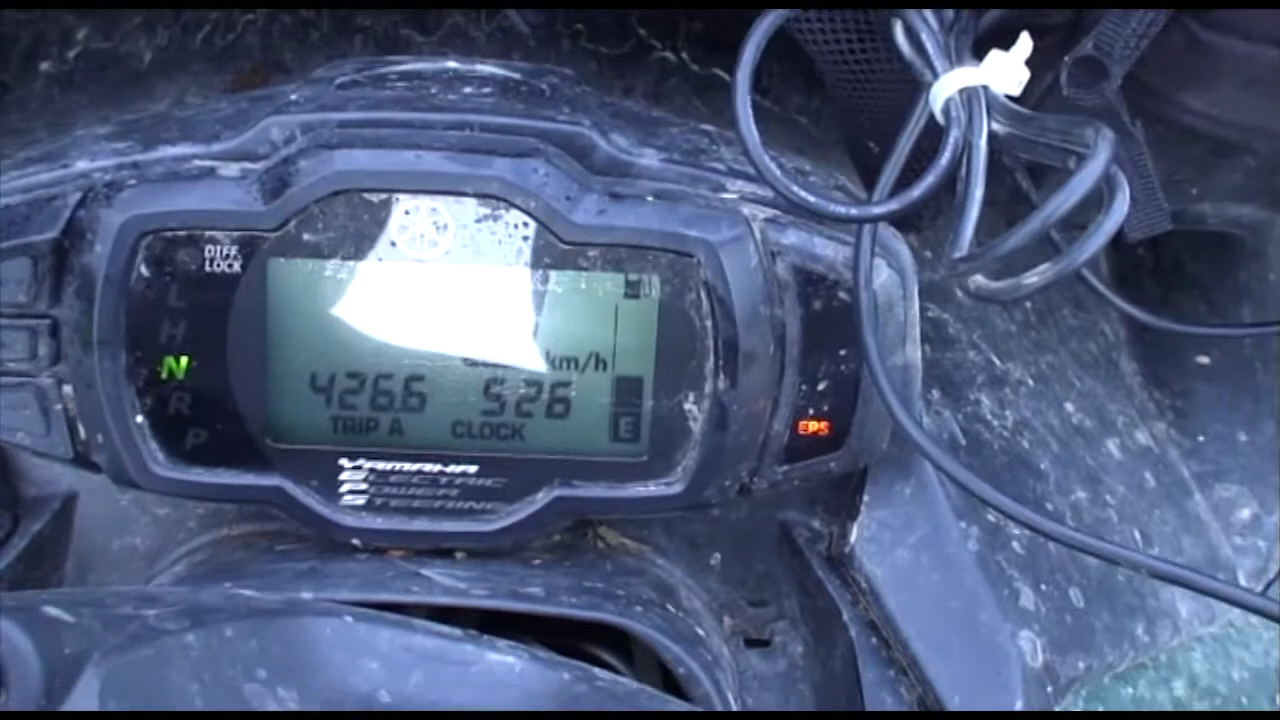 DIFF.
LOCK
L
H
N
R
P
km/h
426.6 5:26
TRIP A CLOCK
E
EPS
YAMAHA
ELECTRIC
POWER
STEERING